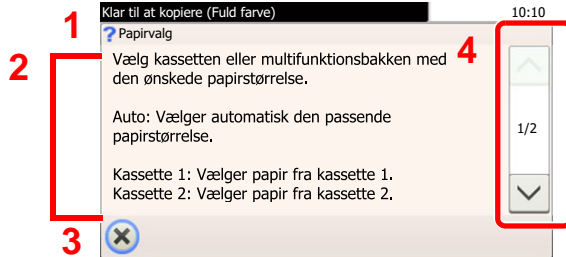 Klar til at kopiere (Fuld farve) 10:10
1 ? Papirvalg
2 Vælg kassetten eller multifunktionsbakken med 4
den ønskede papirstørrelse.
Auto: Vælger automatisk den passende
papirstørrelse.
1/2
Kassette 1: Vælger papir fra kassette 1.
Kassette 2: Vælger papir fra kassette 2.
3